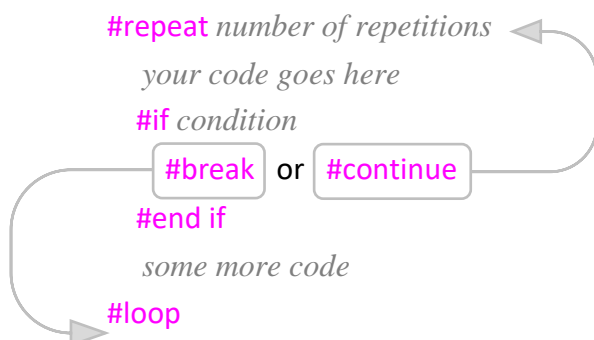 #repeat number of repetitions
your code goes here
#if condition
#break or #continue
#end if
some more code
#loop